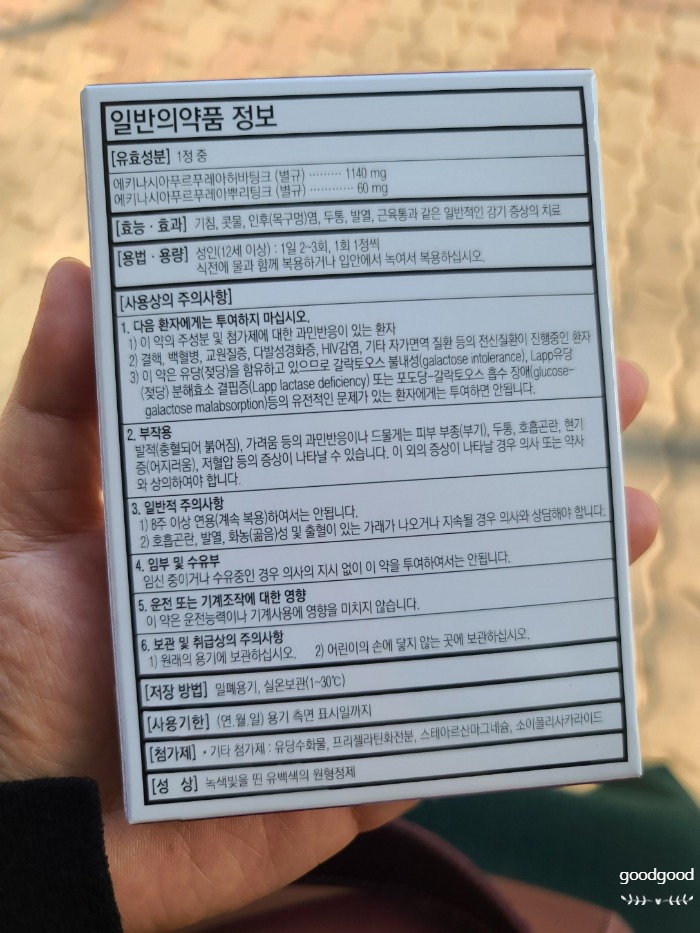 일반의약품 정보
[유효성분] 1정 중
에키나시아푸르푸레아허바팅크 (별규) ········· 1140 mg
에키나시아푸르푸레아뿌리팅크 (별규) ············ 60 mg
[효능 · 효과] 기침, 콧물, 인후(목구멍)염, 두통, 발열, 근육통과 같은 일반적인 감기 증상의 치료
[용법 · 용량] 성인(12세 이상) : 1일 2~3회, 1회 1정씩
식전에 물과 함께 복용하거나 입안에서 녹여서 복용하십시오.
[사용상의 주의사항]
1. 다음 환자에게는 투여하지 마십시오.
1) 이 약의 주성분 및 첨가제에 대한 과민반응이 있는 환자
2) 결핵, 백혈병, 교원질증, 다발성경화증, HIV감염, 기타 자가면역 질환 등의 전신질환이 진행중인 환자
3) 이 약은 유당(젖당)을 함유하고 있으므로 갈락토오스 불내성(galactose intolerance), Lapp유당
(젖당) 분해효소 결핍증(Lapp lactase deficiency) 또는 포도당-갈락토오스 흡수 장애(glucose-
galactose malabsorption)등의 유전적인 문제가 있는 환자에게는 투여하면 안됩니다.
2. 부작용
발적(충혈되어 붉어짐), 가려움 등의 과민반응이나 드물게는 피부 부종(부기), 두통, 호흡곤란, 현기
증(어지러움), 저혈압 등의 증상이 나타날 수 있습니다. 이 외의 증상이 나타날 경우 의사 또는 약사
와 상의하여야 합니다.
3. 일반적 주의사항
1) 8주 이상 연용(계속 복용)하여서는 안됩니다.
2) 호흡곤란, 발열, 화농(곪음)성 및 출혈이 있는 가래가 나오거나 지속될 경우 의사와 상담해야 합니다.
4. 임부 및 수유부
임신 중이거나 수유중인 경우 의사의 지시 없이 이 약을 투여하여서는 안됩니다.
5. 운전 또는 기계조작에 대한 영향
이 약은 운전능력이나 기계사용에 영향을 미치지 않습니다.
6. 보관 및 취급상의 주의사항
1) 원래의 용기에 보관하십시오. 2) 어린이의 손에 닿지 않는 곳에 보관하십시오.
[저장 방법] 밀폐용기, 실온보관(1~30℃)
[사용기한] (연.월.일) 용기 측면 표시일까지
[첨가제] · 기타 첨가제 : 유당수화물, 프리젤라틴화전분, 스테아르산마그네슘, 소이폴리사카라이드
[성 상] 녹색빛을 띤 유백색의 원형정제
goodgood